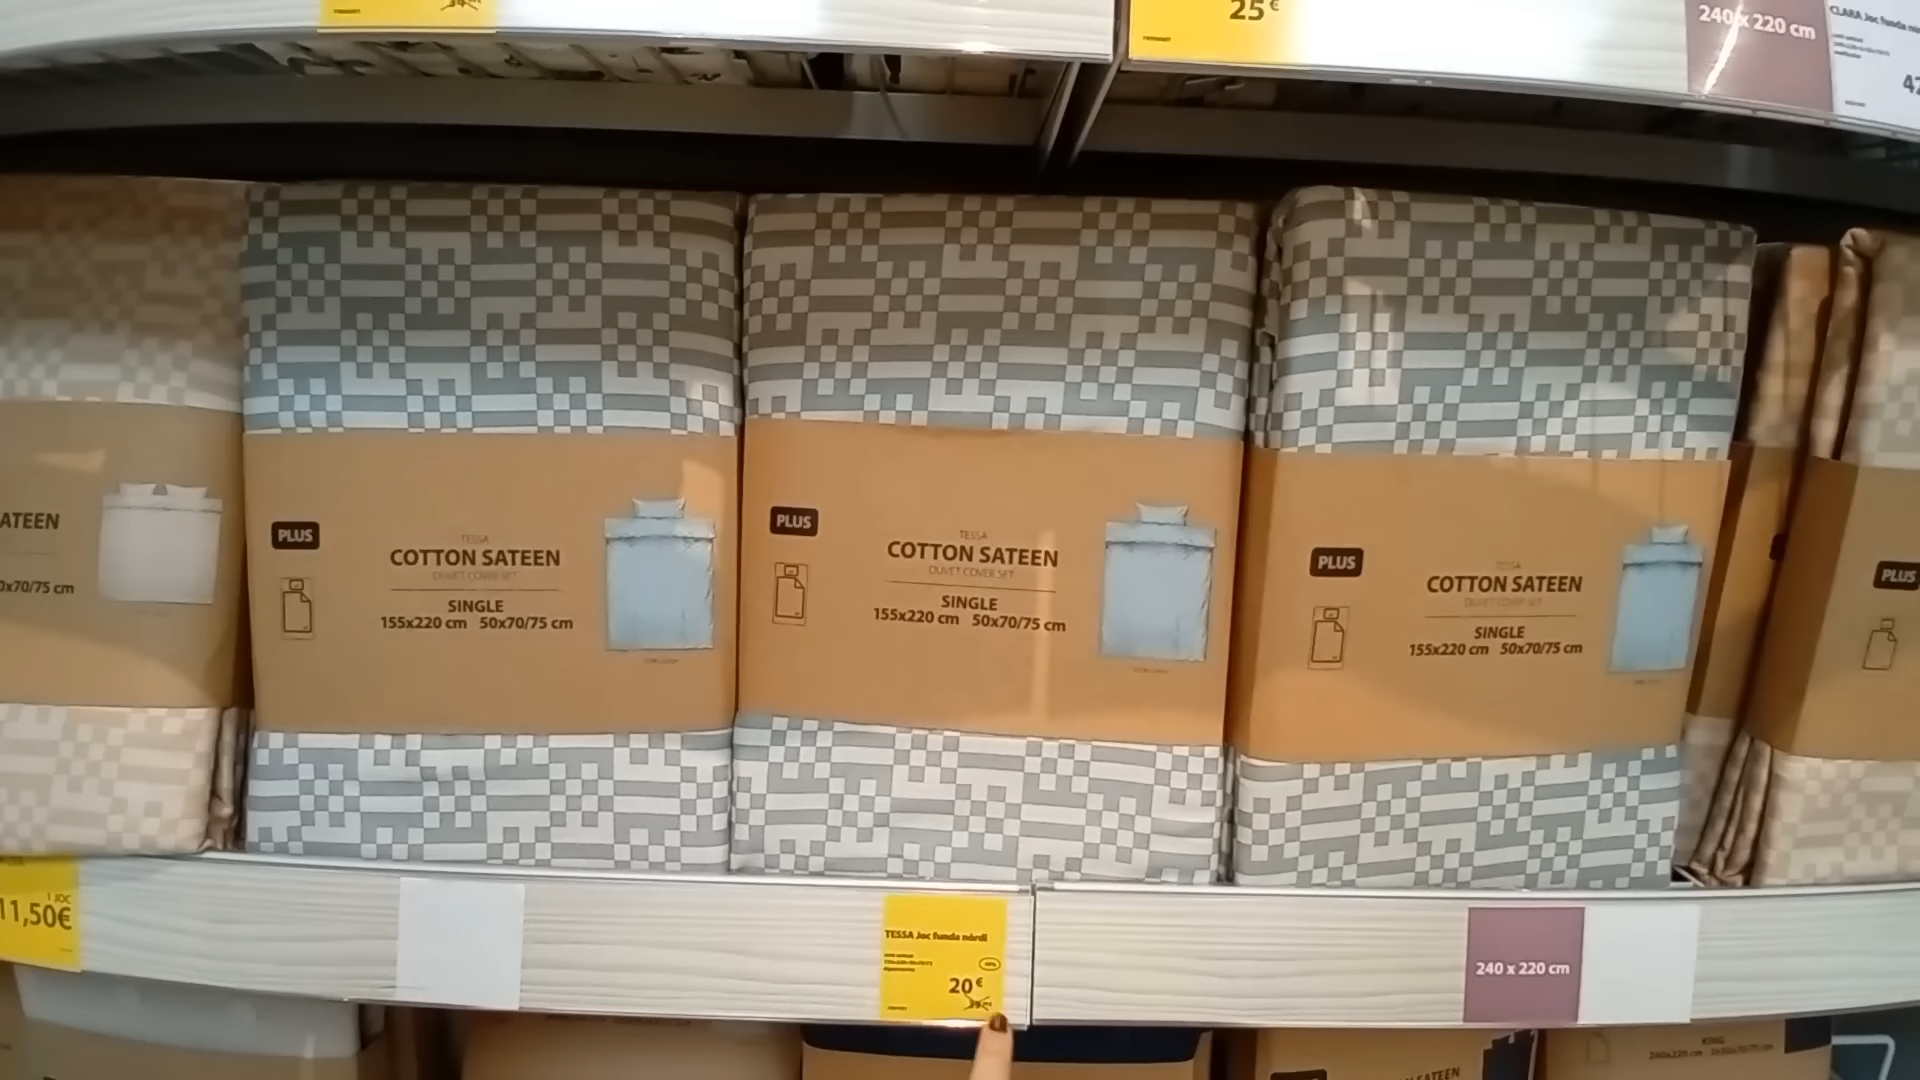 25€
240 x 220 cm
CLARA Joc funda
ATEEN
0x70/75 cm
PLUS
TESSA
COTTON SATEEN
DUVET COVER SET
SINGLE
155x220 cm 50x70/75 cm
PLUS
TESSA
COTTON SATEEN
DUVET COVER SET
SINGLE
155x220 cm 50x70/75 cm
PLUS
TESSA
COTTON SATEEN
DUVET COVER SET
SINGLE
155x220 cm 50x70/75 cm
PLUS
1 JOC
11,50€
TESSA Joc funda nòrdi
20€
240 x 220 cm
KING
SATEEN